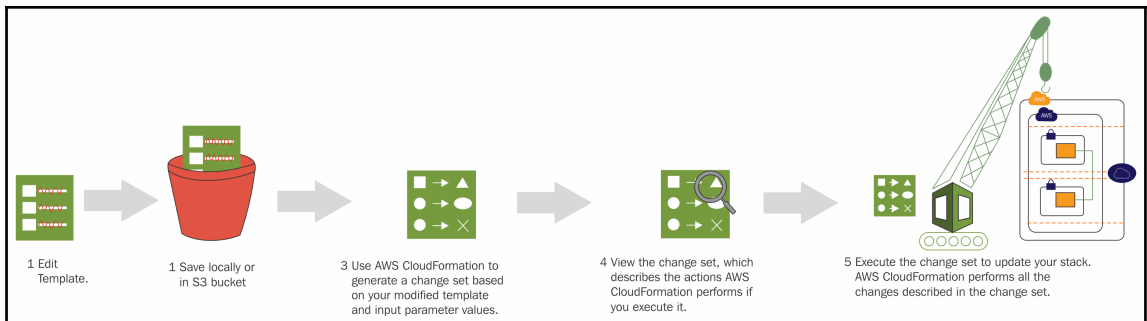 1 Edit
Template.
1 Save locally or
in S3 bucket
3 Use AWS CloudFormation to
generate a change set based
on your modified template
and input parameter values.
4 View the change set, which
describes the actions AWS
CloudFormation performs if
you execute it.
AWS
AWS
5 Execute the change set to update your stack.
AWS CloudFormation performs all the
changes described in the change set.